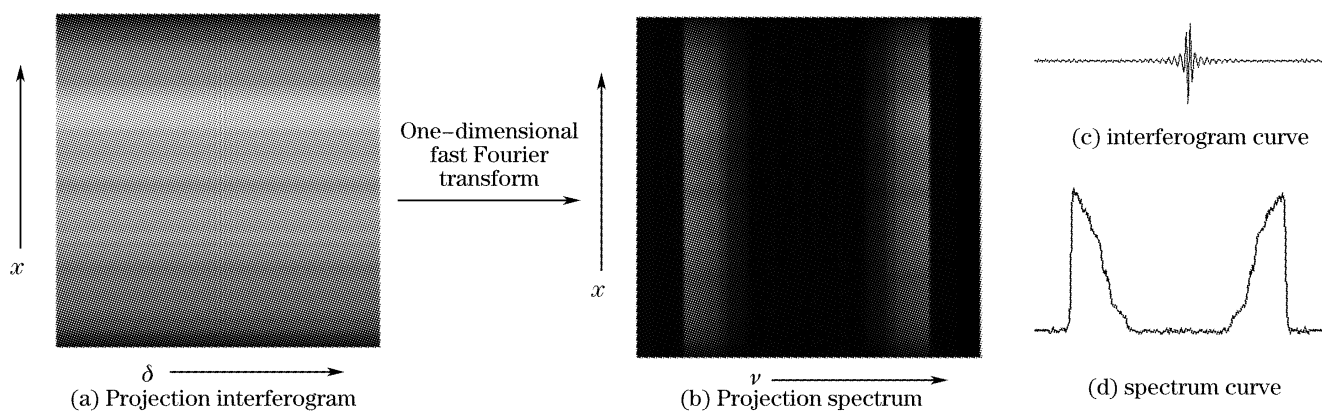 x
δ
(a) Projection interferogram
One-dimensional
fast Fourier
transform
x
ν
(b) Projection spectrum
(c) interferogram curve
(d) spectrum curve